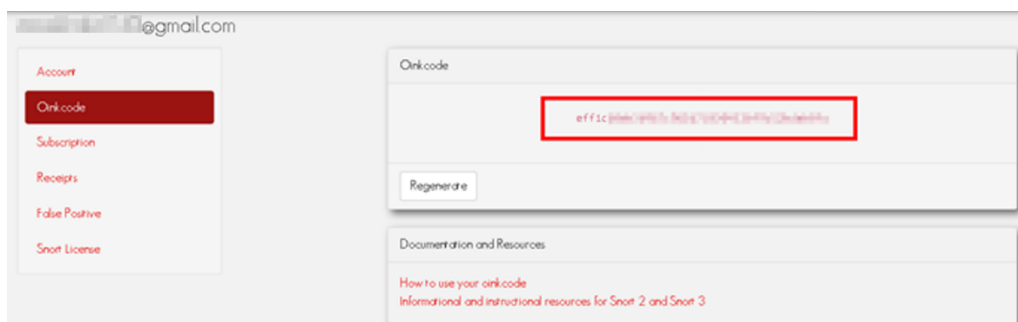 @gmail.com
Account
Oinkcode
Subscription
Receipts
False Positive
Snort License
Oinkcode
Regenerate
Documentation and Resources
How to use your oinkcode
Informational and instructional resources for Snort 2 and Snort 3